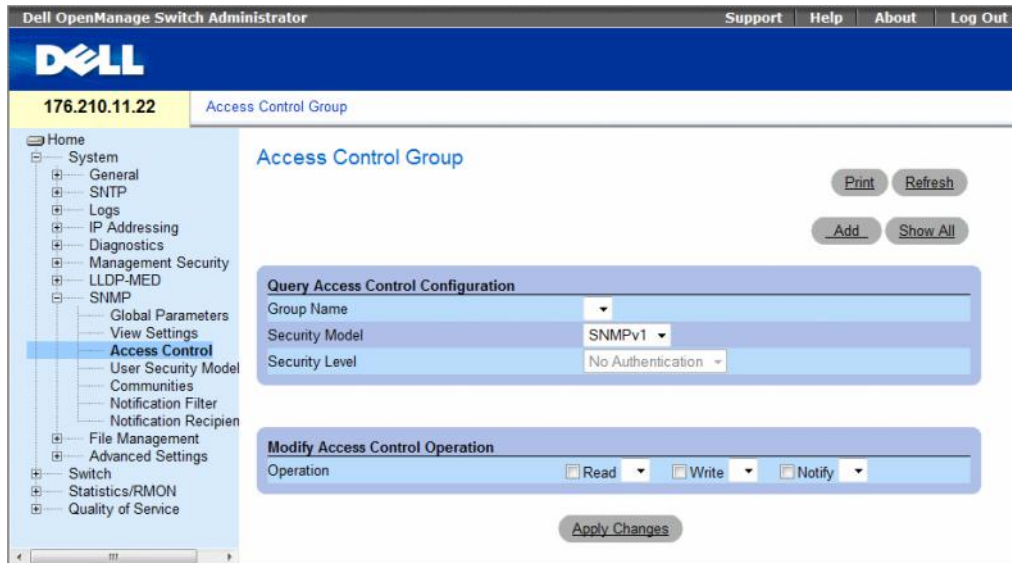 Dell OpenManage Switch Administrator Support Help About Log Out
DELL
176.210.11.22 Access Control Group
Home
System
General
SNTP
Logs
IP Addressing
Diagnostics
Management Security
LLDP-MED
SNMP
Global Parameters
View Settings
Access Control
User Security Model
Communities
Notification Filter
Notification Recipien
File Management
Advanced Settings
Switch
Statistics/RMON
Quality of Service
Access Control Group
Print Refresh
Add Show All
Query Access Control Configuration
Group Name
Security Model SNMPv1
Security Level No Authentication
Modify Access Control Operation
Operation Read Write Notify
Apply Changes